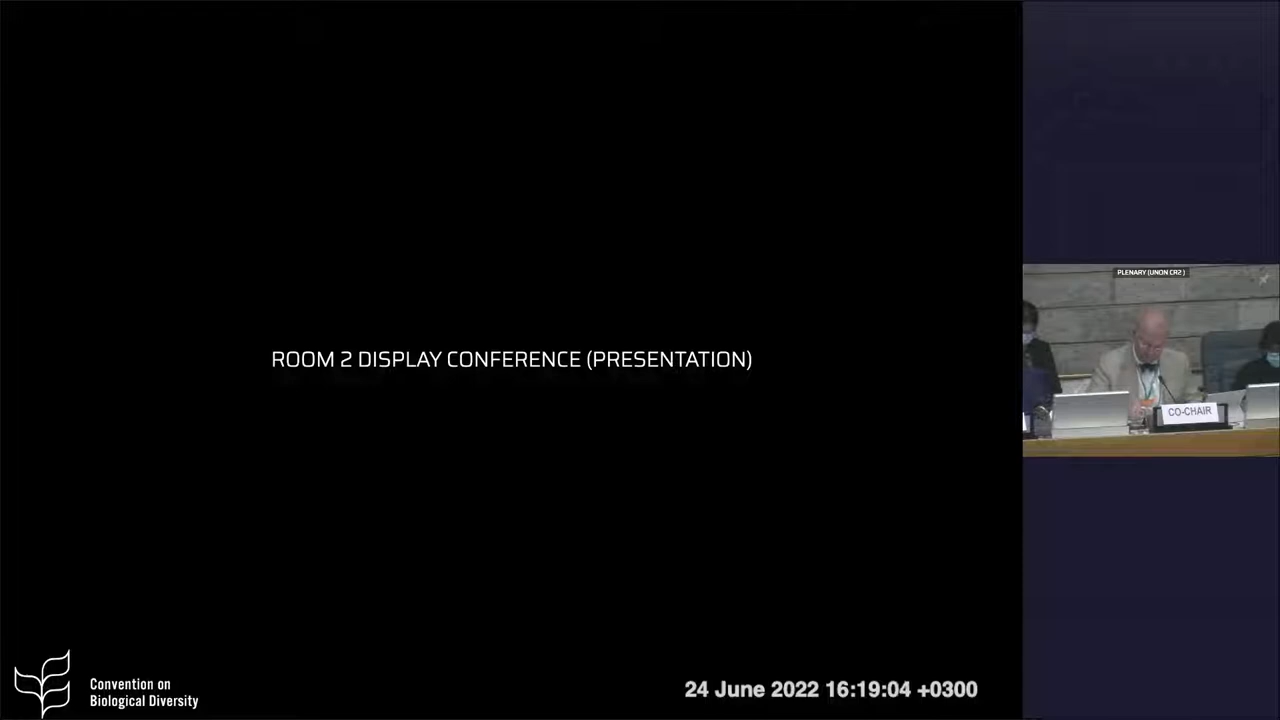 PLENARY (UNON CR2 )
ROOM 2 DISPLAY CONFERENCE (PRESENTATION)
CO-CHAIR
Convention on
Biological Diversity
24 June 2022 16:19:04 +0300